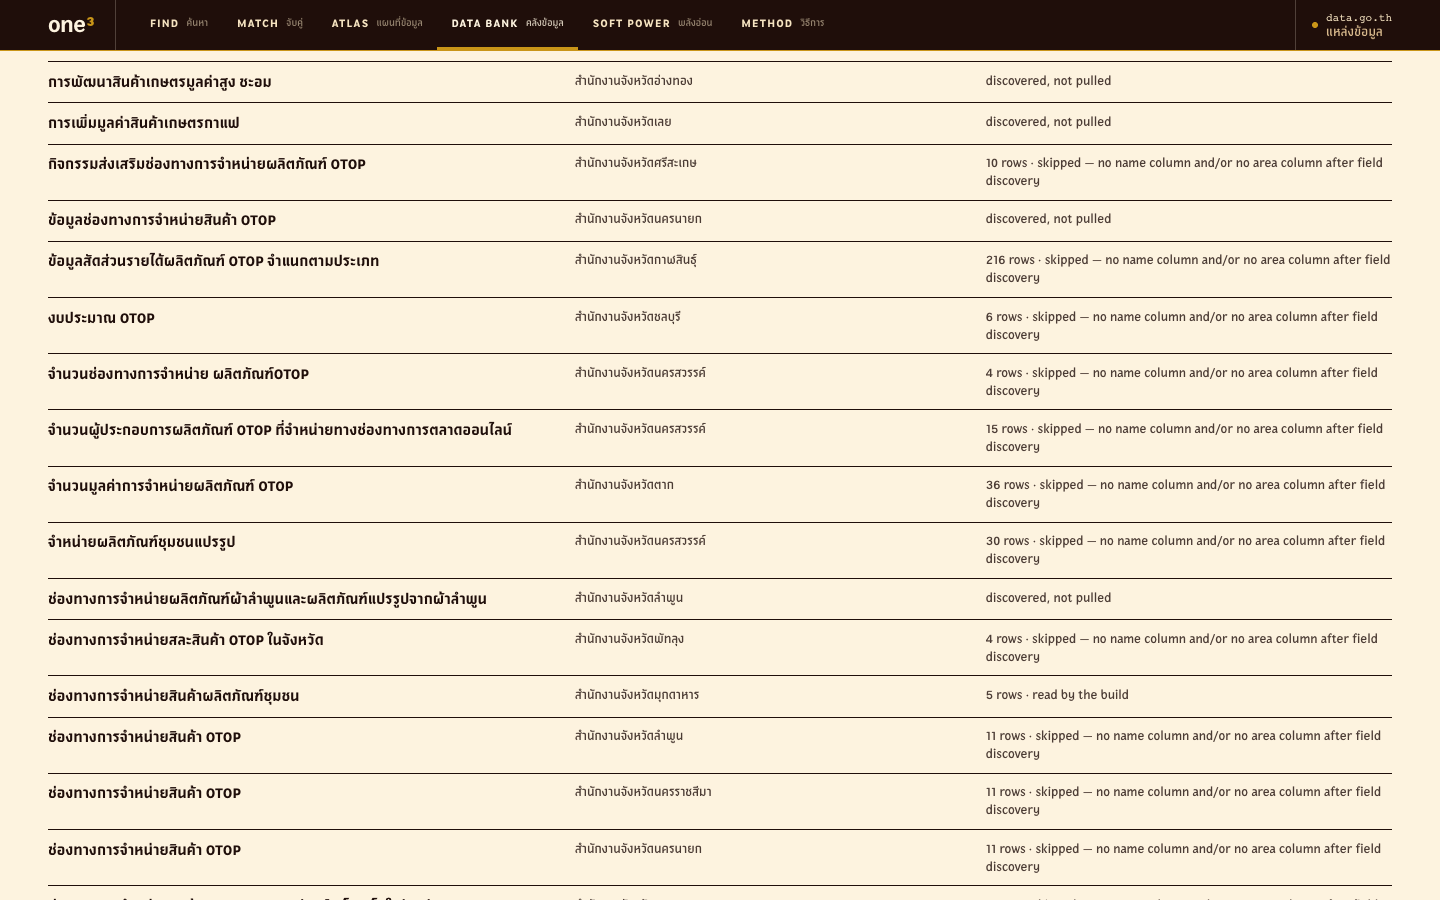 one³
FIND ค้นหา
MATCH จับคู่
ATLAS แผนที่ข้อมูล
DATA BANK คลังข้อมูล
SOFT POWER พลังอ่อน
METHOD วิธีการ
data.go.th
แหล่งข้อมูล
การพัฒนาสินค้าเกษตรมูลค่าสูง ชะอม
สำนักงานจังหวัดอ่างทอง
discovered, not pulled
การเพิ่มมูลค่าสินค้าเกษตรกาแฟ
สำนักงานจังหวัดเลย
discovered, not pulled
กิจกรรมส่งเสริมช่องทางการจำหน่ายผลิตภัณฑ์ OTOP
สำนักงานจังหวัดศรีสะเกษ
10 rows · skipped — no name column and/or no area column after field
discovery
ข้อมูลช่องทางการจำหน่ายสินค้า OTOP
สำนักงานจังหวัดนครนายก
discovered, not pulled
ข้อมูลสัดส่วนรายได้ผลิตภัณฑ์ OTOP จำแนกตามประเภท
สำนักงานจังหวัดกาฬสินธุ์
216 rows · skipped — no name column and/or no area column after field
discovery
งบประมาณ OTOP
สำนักงานจังหวัดชลบุรี
6 rows · skipped — no name column and/or no area column after field
discovery
จำนวนช่องทางการจำหน่าย ผลิตภัณฑ์OTOP
สำนักงานจังหวัดนครสวรรค์
4 rows · skipped — no name column and/or no area column after field
discovery
จำนวนผู้ประกอบการผลิตภัณฑ์ OTOP ที่จำหน่ายทางช่องทางการตลาดออนไลน์
สำนักงานจังหวัดนครสวรรค์
15 rows · skipped — no name column and/or no area column after field
discovery
จำนวนมูลค่าการจำหน่ายผลิตภัณฑ์ OTOP
สำนักงานจังหวัดตาก
36 rows · skipped — no name column and/or no area column after field
discovery
จำหน่ายผลิตภัณฑ์ชุมชนแปรรูป
สำนักงานจังหวัดนครสวรรค์
30 rows · skipped — no name column and/or no area column after field
discovery
ช่องทางการจำหน่ายผลิตภัณฑ์ผ้าลำพูนและผลิตภัณฑ์แปรรูปจากผ้าลำพูน
สำนักงานจังหวัดลำพูน
discovered, not pulled
ช่องทางการจำหน่ายสละสินค้า OTOP ในจังหวัด
สำนักงานจังหวัดพัทลุง
4 rows · skipped — no name column and/or no area column after field
discovery
ช่องทางการจำหน่ายสินค้าผลิตภัณฑ์ชุมชน
สำนักงานจังหวัดมุกดาหาร
5 rows · read by the build
ช่องทางการจำหน่ายสินค้า OTOP
สำนักงานจังหวัดลำพูน
11 rows · skipped — no name column and/or no area column after field
discovery
ช่องทางการจำหน่ายสินค้า OTOP
สำนักงานจังหวัดนครราชสีมา
11 rows · skipped — no name column and/or no area column after field
discovery
ช่องทางการจำหน่ายสินค้า OTOP
สำนักงานจังหวัดนครนายก
11 rows · skipped — no name column and/or no area column after field
discovery